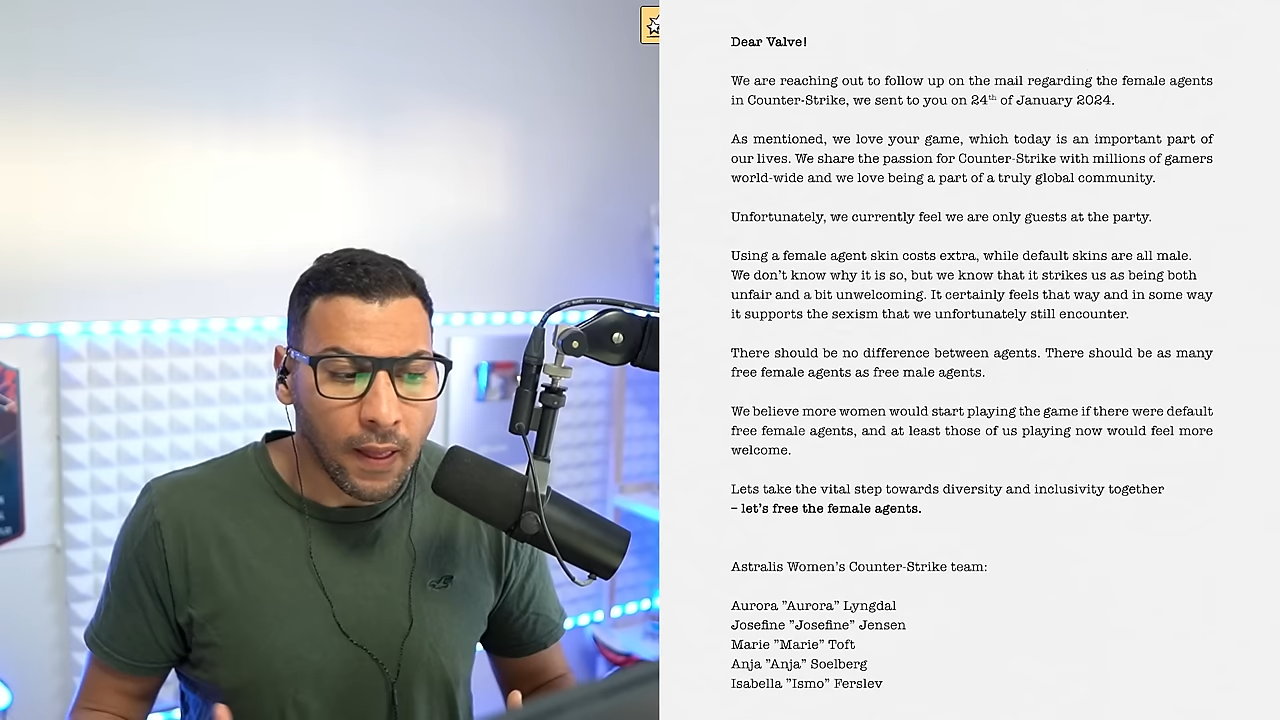 Dear Valve!
We are reaching out to follow up on the mail regarding the female agents
in Counter-Strike, we sent to you on 24th of January 2024.
As mentioned, we love your game, which today is an important part of
our lives. We share the passion for Counter-Strike with millions of gamers
world-wide and we love being a part of a truly global community.
Unfortunately, we currently feel we are only guests at the party.
Using a female agent skin costs extra, while default skins are all male.
We don't know why it is so, but we know that it strikes us as being both
unfair and a bit unwelcoming. It certainly feels that way and in some way
it supports the sexism that we unfortunately still encounter.
There should be no difference between agents. There should be as many
free female agents as free male agents.
We believe more women would start playing the game if there were default
free female agents, and at least those of us playing now would feel more
welcome.
Lets take the vital step towards diversity and inclusivity together
– let's free the female agents.
Astralis Women's Counter-Strike team:
Aurora "Aurora" Lyngdal
Josefine "Josefine" Jensen
Marie "Marie" Toft
Anja "Anja" Soelberg
Isabella "Ismo" Ferslev